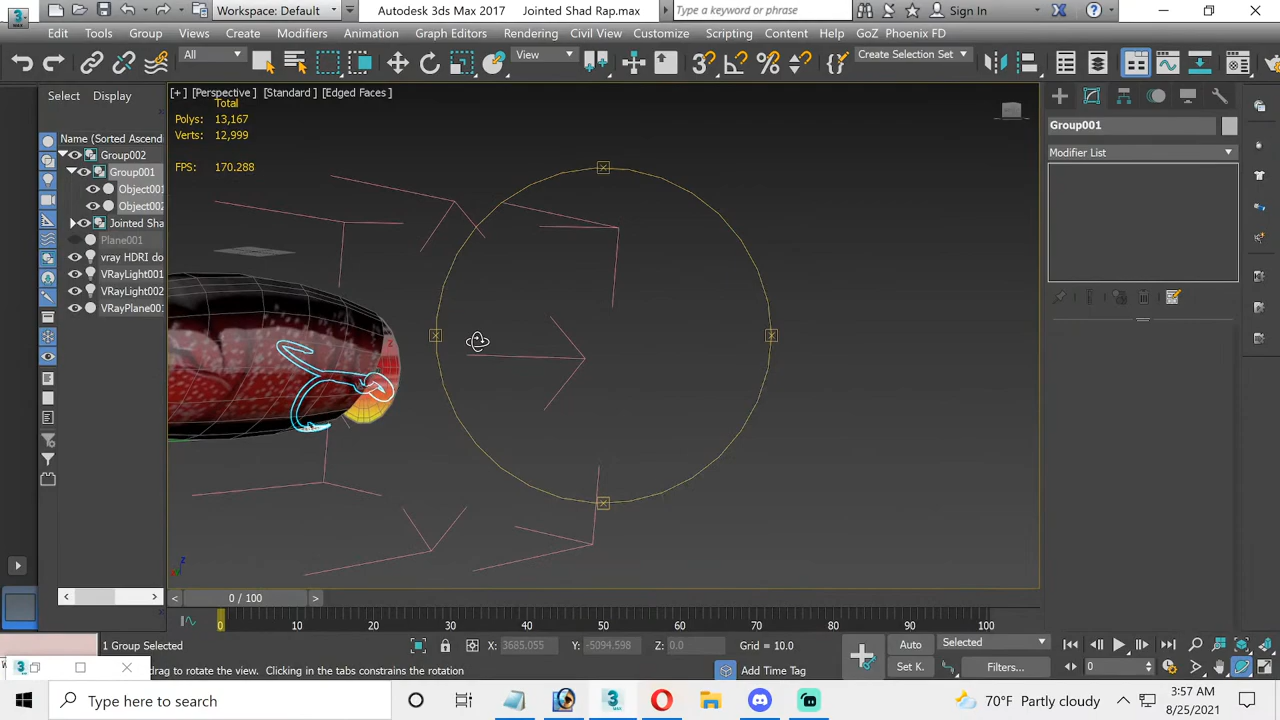 Workspace: Default
Autodesk 3ds Max 2017 Jointed Shad Rap.max
Type a keyword or phrase
Sign In
Edit Tools Group Views Create Modifiers Animation Graph Editors Rendering Civil View Customize Scripting Content Help GoZ Phoenix FD
All
View
Create Selection Set
Select Display
[+] [Perspective] [Standard] [Edged Faces]
Total
Polys: 13,167
Verts: 12,999
FPS: 170.288
Name (Sorted Ascen
Group002
Group001
Object001
Object002
Jointed Sha
Plane001
vray HDRI do
VRayLight001
VRayLight002
VRayPlane00
Group001
Modifier List
z
0 / 100
0 10 20 30 40 50 60 70 80 90 100
1 Group Selected
X: 3685.055 Y: -5094.598 Z: 0.0 Grid = 10.0
Auto Selected
drag to rotate the view. Clicking in the tabs constrains the rotation
Add Time Tag
Set K. Filters...
0
Type here to search
70°F Partly cloudy
3:57 AM
8/25/2021